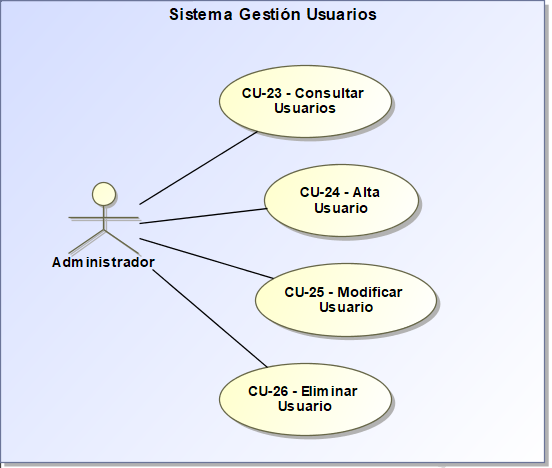 Sistema Gestión Usuarios
CU-23 - Consultar
Usuarios
CU-24 - Alta
Usuario
Administrador
CU-25 - Modificar
Usuario
CU-26 - Eliminar
Usuario